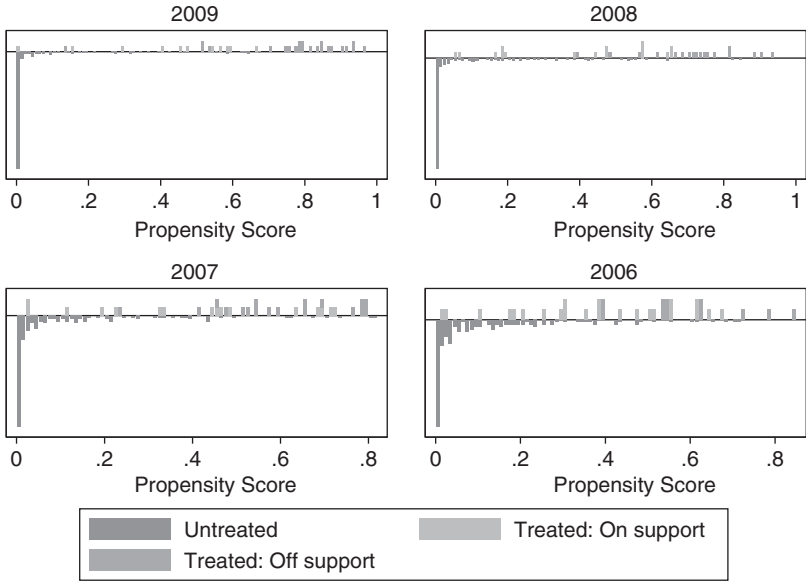 2009
0 .2 .4 .6 .8 1
Propensity Score
2008
0 .2 .4 .6 .8 1
Propensity Score
2007
0 .2 .4 .6 .8
Propensity Score
2006
0 .2 .4 .6 .8
Propensity Score
Untreated
Treated: On support
Treated: Off support